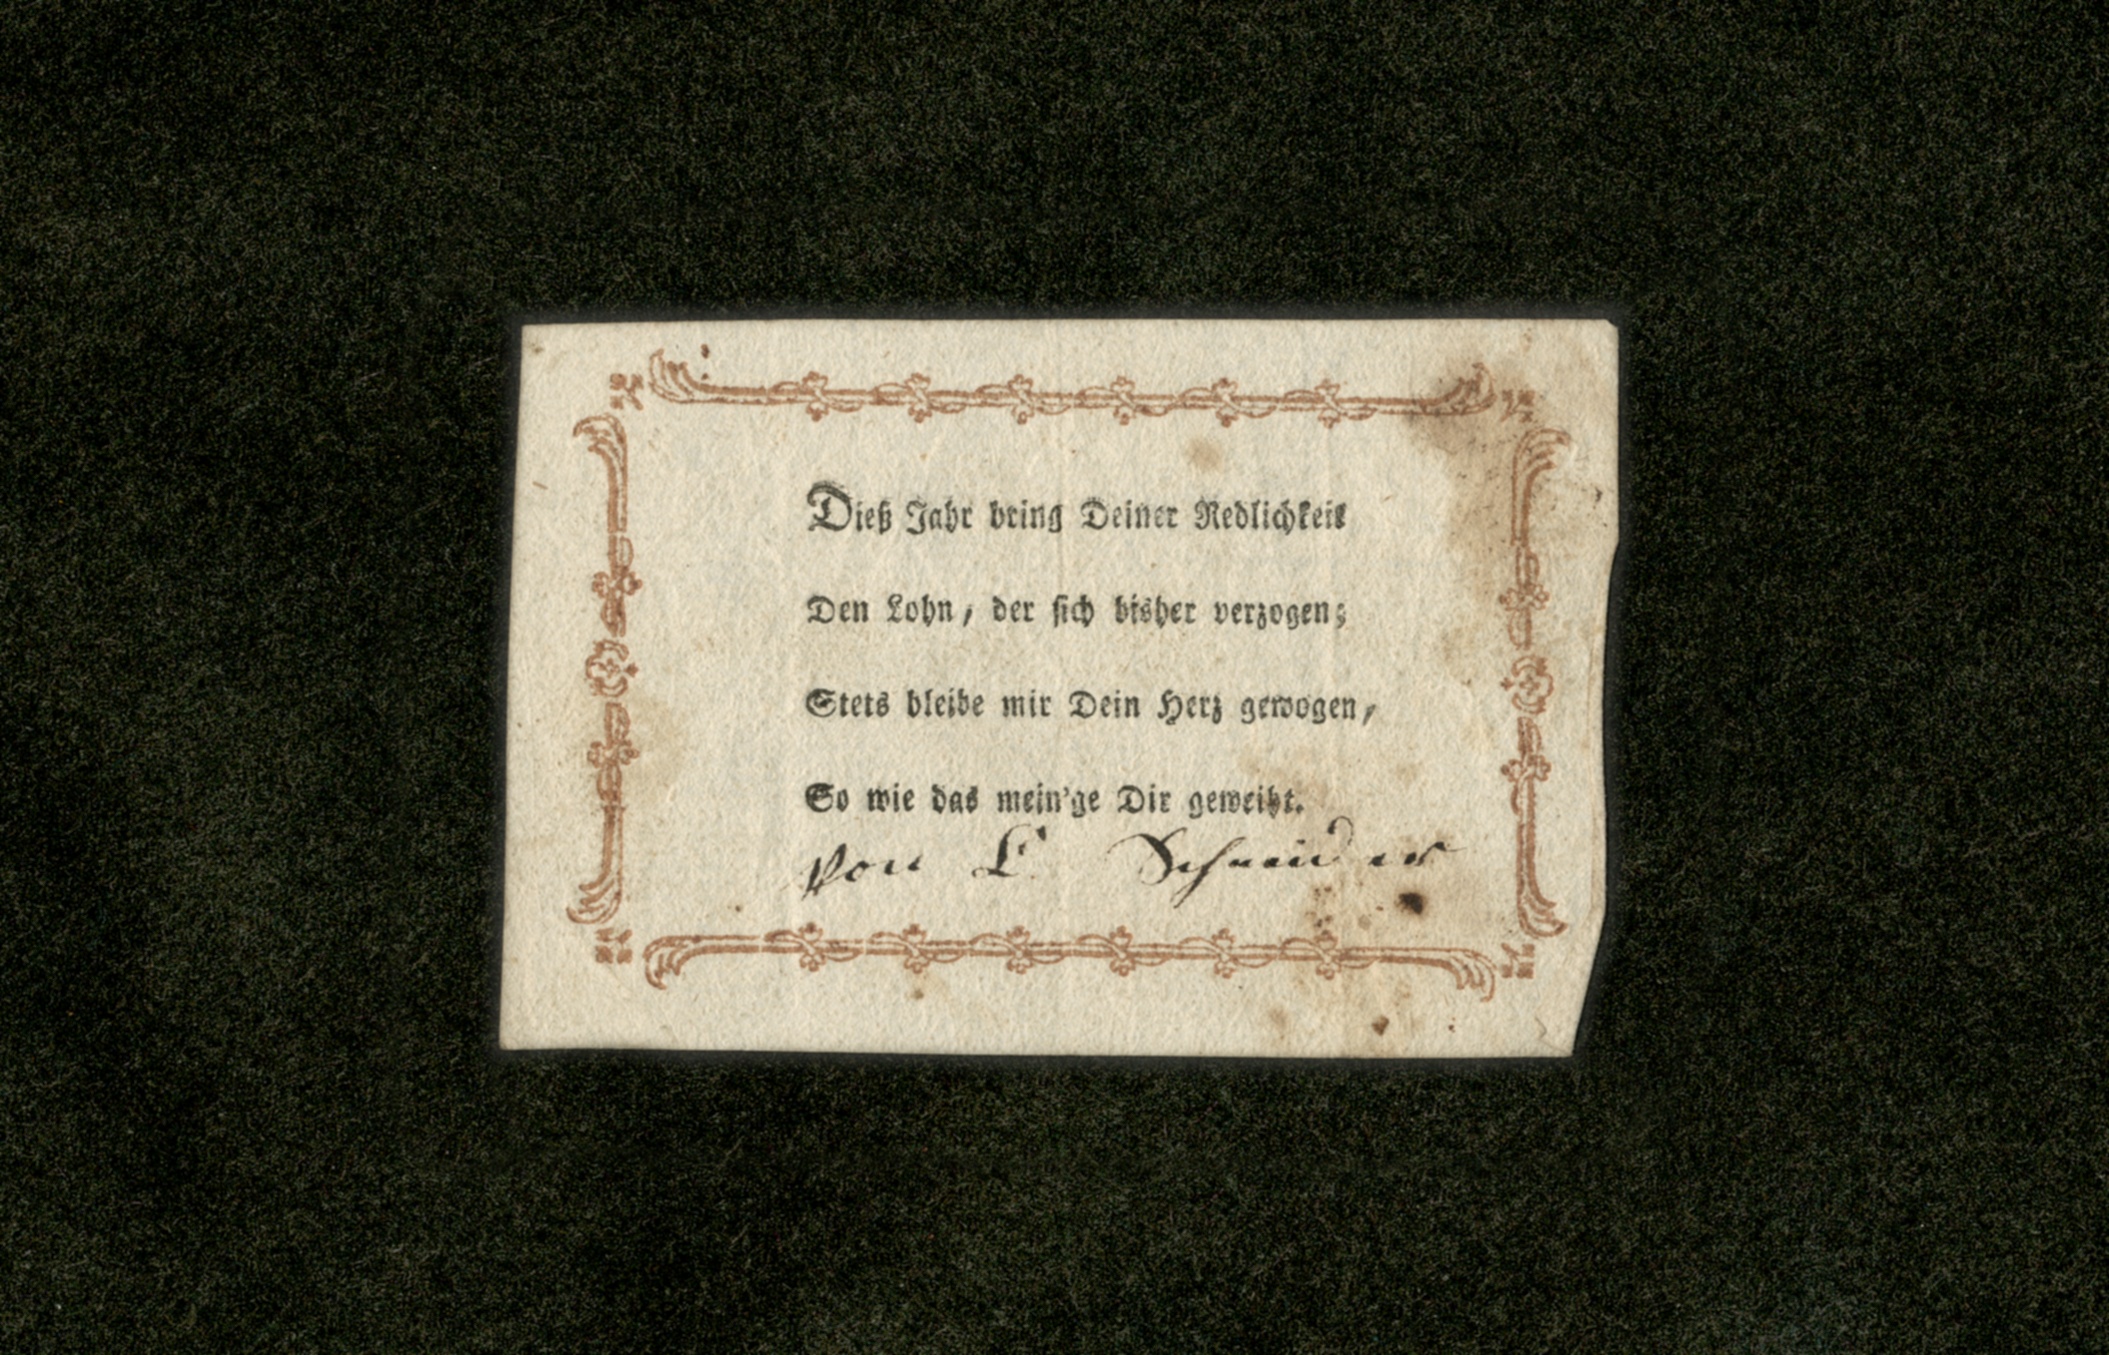 Dieß Jahr bring Deiner Redlichkeit
Den Lohn, der sich bisher verzogen;
Stets bleibe mir Dein Herz gewogen,
So wie das mein'ge Dir geweiht.
Von C Schneider